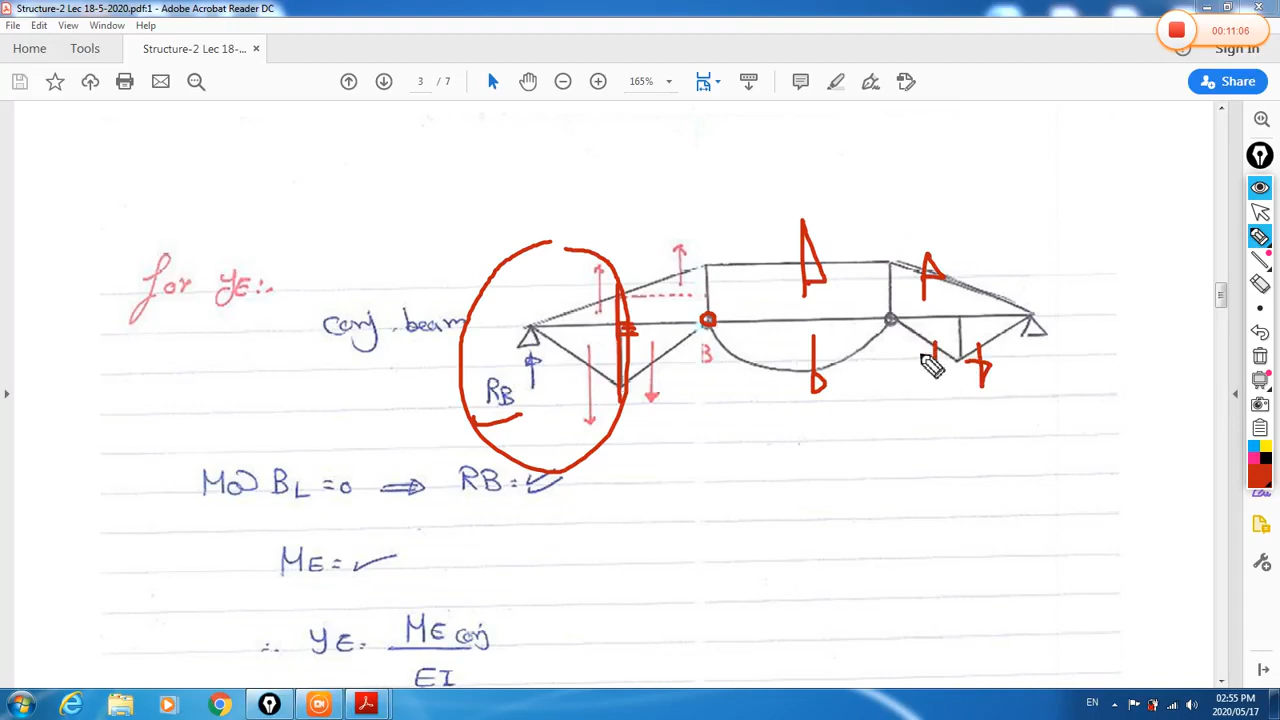 Structure-2 Lec 18-5-2020.pdf:1 - Adobe Acrobat Reader DC
00:11:06
File Edit View Window Help
Home Tools Structure-2 Lec 18-... × Sign In
3 / 7 165% Share
for YE:-
conj. beam
B
RB
M@ BL = 0 ⟹ RB = ✓
ME = ✓
∴ YE = ME conj
EI
EN 02:55 PM
2020/05/17